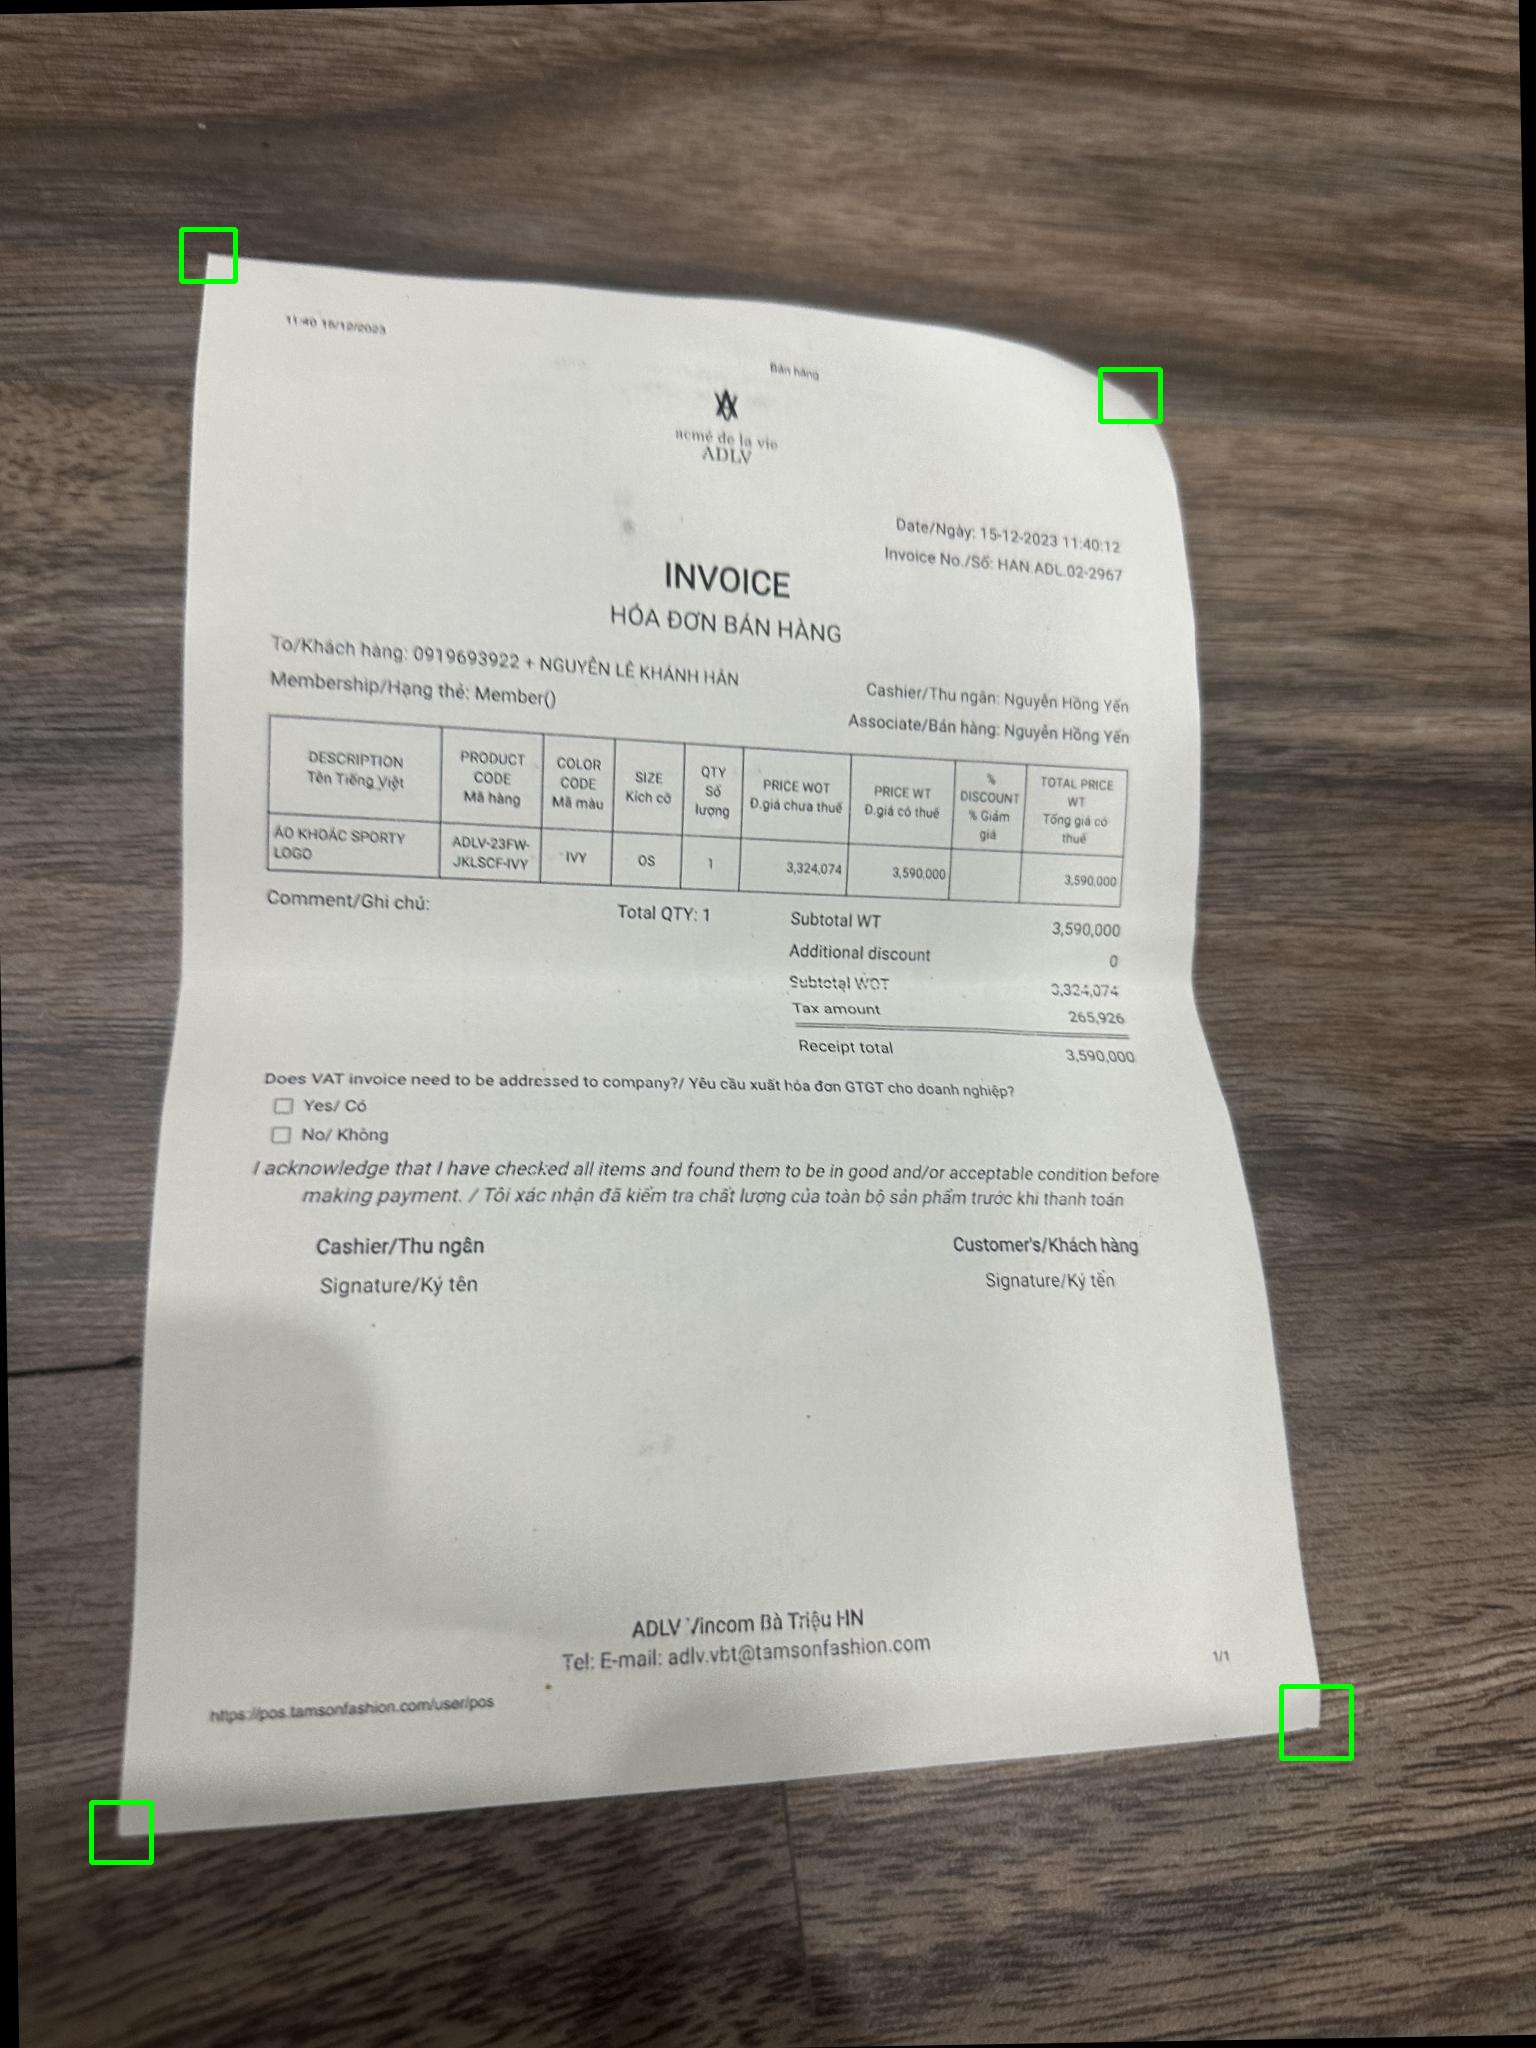 11:40 15/12/2023
Bán hàng
acmé de la vie
ADLV
Date/Ngày: 15-12-2023 11:40:12
Invoice No./Số: HAN.ADL.02-2967
INVOICE
HÓA ĐƠN BÁN HÀNG
To/Khách hàng: 0919693922 + NGUYỄN LÊ KHÁNH HÂN
Membership/Hạng thẻ: Member()
Cashier/Thu ngân: Nguyễn Hồng Yến
Associate/Bán hàng: Nguyễn Hồng Yến
DESCRIPTION Tên Tiếng Việt PRODUCT CODE Mã hàng COLOR CODE Mã màu SIZE Kích cỡ QTY Số lượng PRICE WOT Đ.giá chưa thuế PRICE WT Đ.giá có thuế % DISCOUNT % Giảm giá TOTAL PRICE WT Tổng giá có thuế
ÁO KHOÁC SPORTY LOGO ADLV-23FW-JKLSCF-IVY IVY OS 1 3,324,074 3,590,000 3,590,000
Comment/Ghi chú: Total QTY: 1 Subtotal WT 3,590,000
Additional discount 0
Subtotal WOT 3,324,074
Tax amount 265,926
Receipt total 3,590,000
Does VAT invoice need to be addressed to company?/ Yêu cầu xuất hóa đơn GTGT cho doanh nghiệp?
Yes/ Có
No/ Không
I acknowledge that I have checked all items and found them to be in good and/or acceptable condition before
making payment. / Tôi xác nhận đã kiểm tra chất lượng của toàn bộ sản phẩm trước khi thanh toán
Cashier/Thu ngân Customer's/Khách hàng
Signature/Ký tên Signature/Ký tên
ADLV Vincom Bà Triệu HN
Tel: E-mail: adlv.vbt@tamsonfashion.com
1/1
https://pos.tamsonfashion.com/user/pos